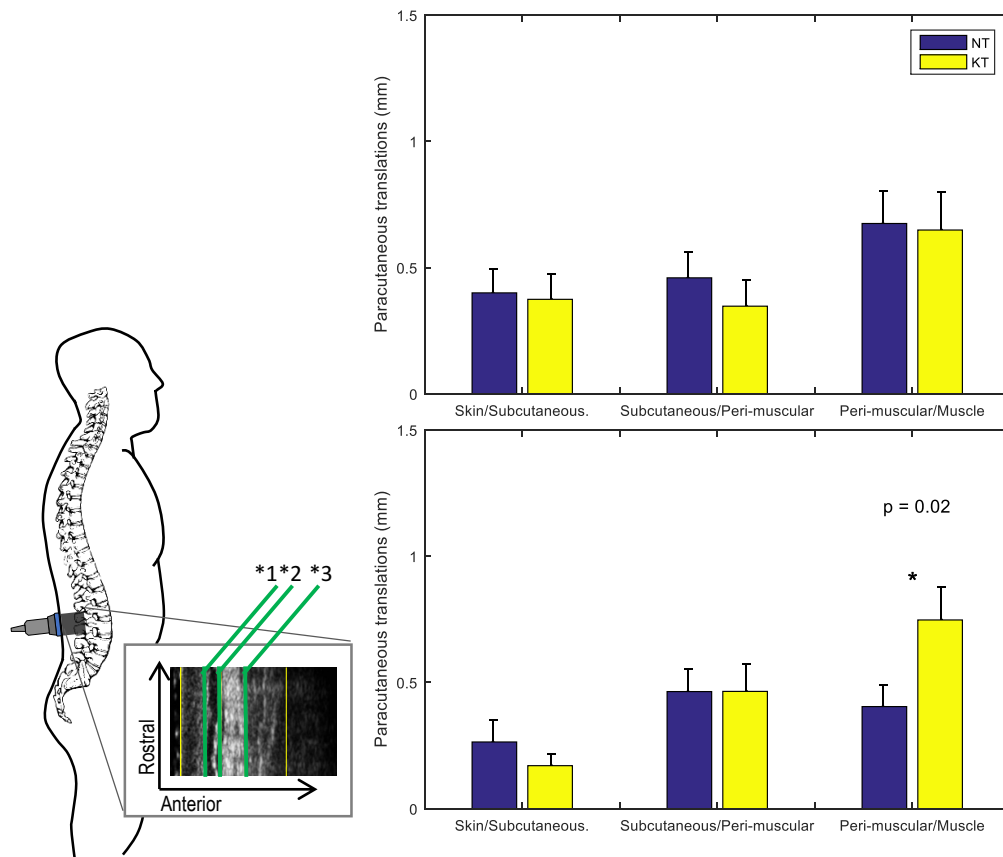 1.5
NT
KT
1
0.5
0
Paracutaneous translations (mm)
Skin/Subcutaneous.
Subcutaneous/Peri-muscular
Peri-muscular/Muscle
1.5
p = 0.02
1
*
0.5
0
Paracutaneous translations (mm)
Skin/Subcutaneous.
Subcutaneous/Peri-muscular
Peri-muscular/Muscle
*1*2 *3
Rostral
Anterior